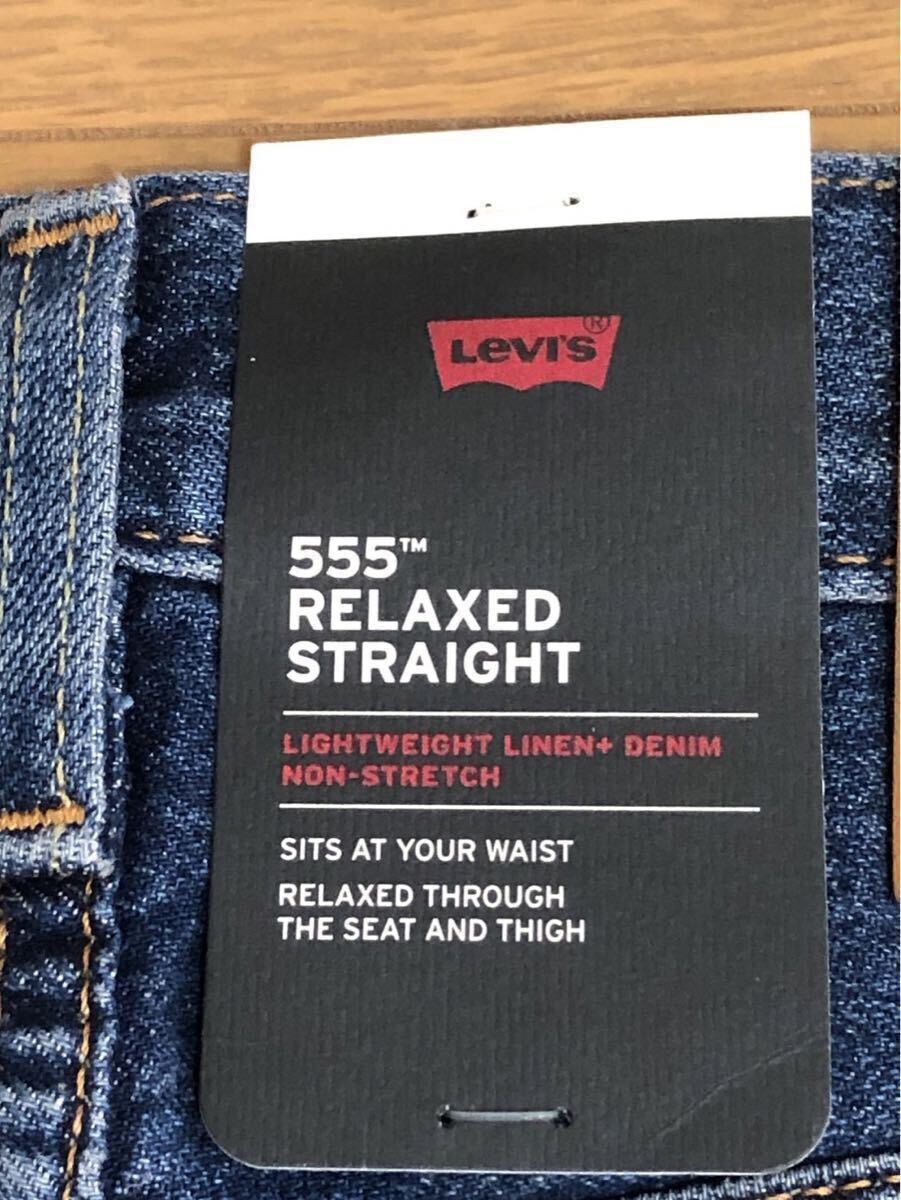 Levi's®
555™
RELAXED
STRAIGHT
LIGHTWEIGHT LINEN+ DENIM
NON-STRETCH
SITS AT YOUR WAIST
RELAXED THROUGH
THE SEAT AND THIGH